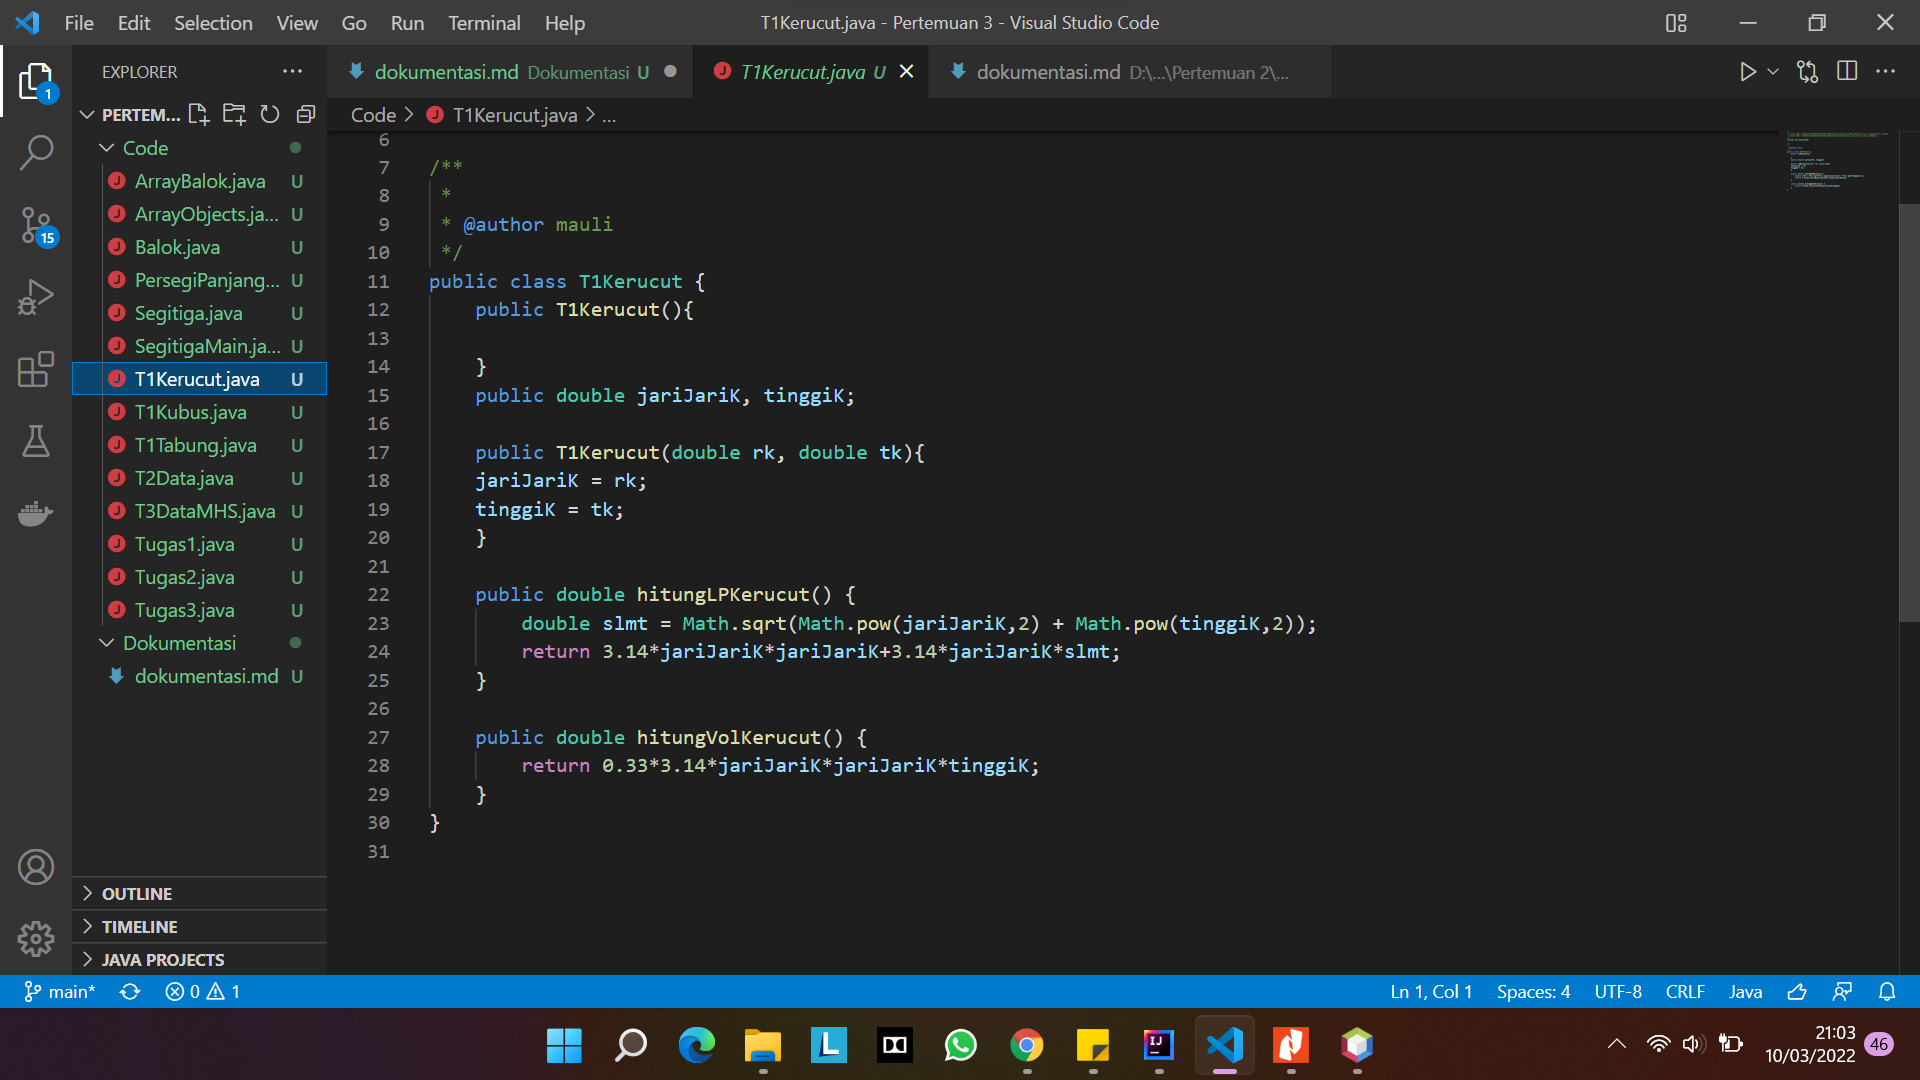 File Edit Selection View Go Run Terminal Help
T1Kerucut.java - Pertemuan 3 - Visual Studio Code
EXPLORER
dokumentasi.md Dokumentasi U
T1Kerucut.java U
dokumentasi.md D:\...\Pertemuan 2\...
1
15
PERTEM...
Code
ArrayBalok.java U
ArrayObjects.ja... U
Balok.java U
PersegiPanjang... U
Segitiga.java U
SegitigaMain.ja... U
T1Kerucut.java U
T1Kubus.java U
T1Tabung.java U
T2Data.java U
T3DataMHS.java U
Tugas1.java U
Tugas2.java U
Tugas3.java U
Dokumentasi
dokumentasi.md U
OUTLINE
TIMELINE
JAVA PROJECTS
Code > T1Kerucut.java > ...
6
7 /**
8  *
9  * @author mauli
10  */
11 public class T1Kerucut {
12     public T1Kerucut(){
13
14     }
15     public double jariJariK, tinggiK;
16
17     public T1Kerucut(double rk, double tk){
18     jariJariK = rk;
19     tinggiK = tk;
20     }
21
22     public double hitungLPKerucut() {
23         double slmt = Math.sqrt(Math.pow(jariJariK,2) + Math.pow(tinggiK,2));
24         return 3.14*jariJariK*jariJariK+3.14*jariJariK*slmt;
25     }
26
27     public double hitungVolKerucut() {
28         return 0.33*3.14*jariJariK*jariJariK*tinggiK;
29     }
30 }
31
main* 0 1
Ln 1, Col 1 Spaces: 4 UTF-8 CRLF Java
L
IJ
21:03
10/03/2022
46